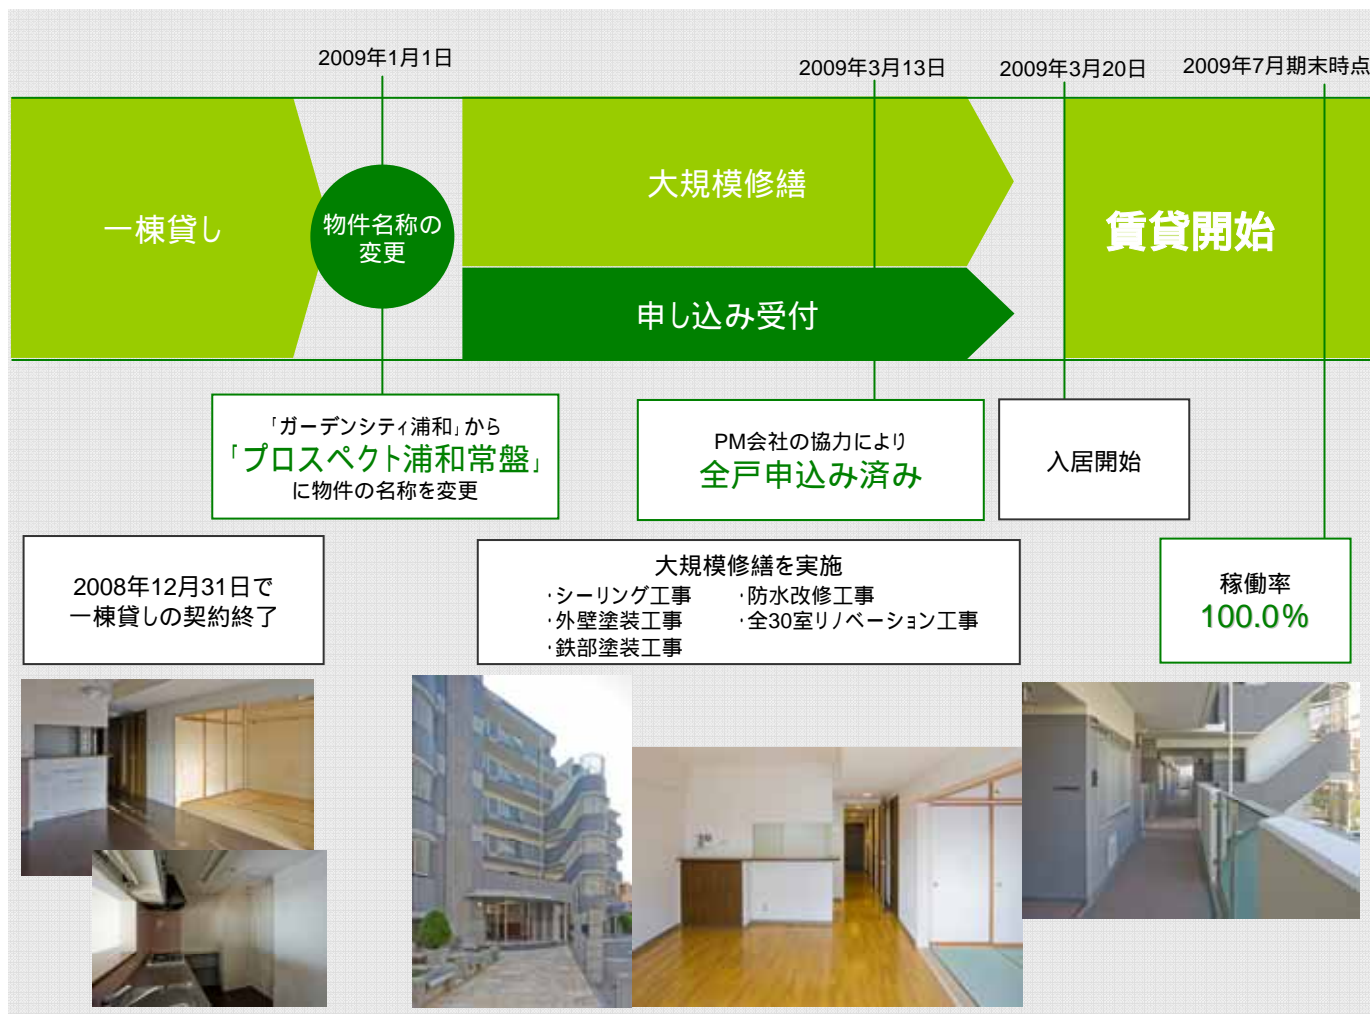 2009年1月1日
2009年3月13日
2009年3月20日
2009年7月期末時点
一棟貸し
物件名称の
変更
大規模修繕
申し込み受付
賃貸開始
「ガーデンシティ浦和」から
「プロスペクト浦和常盤」
に物件の名称を変更
PM会社の協力により
全戸申込み済み
入居開始
2008年12月31日で
一棟貸しの契約終了
大規模修繕を実施
・シーリング工事
・防水改修工事
・外壁塗装工事
・全30室リノベーション工事
・鉄部塗装工事
稼働率
100.0%